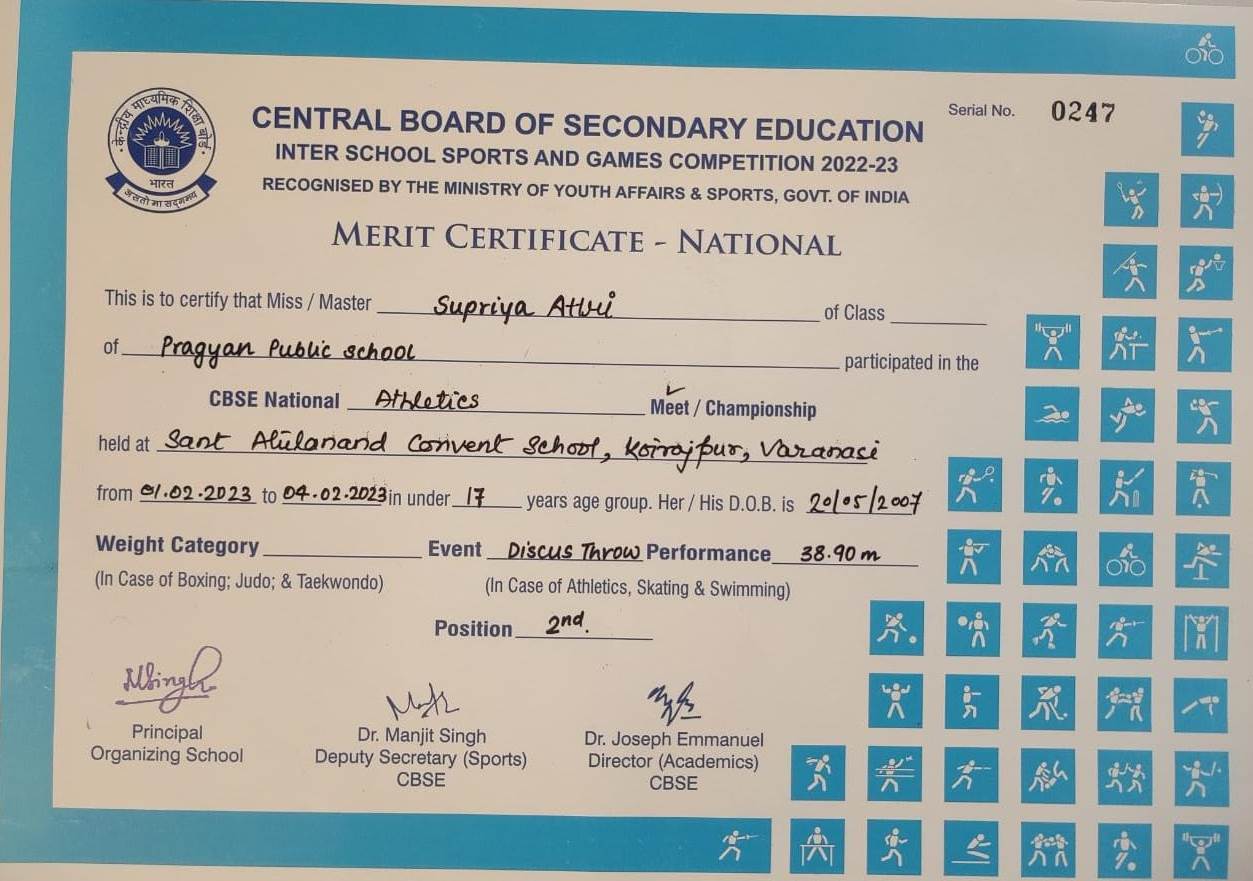 केन्द्रीय माध्यमिक शिक्षा बोर्ड
भारत
असतो मा सद्गमय
Serial No. 0247
CENTRAL BOARD OF SECONDARY EDUCATION
INTER SCHOOL SPORTS AND GAMES COMPETITION 2022-23
RECOGNISED BY THE MINISTRY OF YOUTH AFFAIRS & SPORTS, GOVT. OF INDIA
MERIT CERTIFICATE - NATIONAL
This is to certify that Miss / Master Supriya Attri of Class
of Pragyan Public School participated in the
CBSE National Athletics Meet / Championship
held at Sant Atulanand Convent School, Koirajpur, Varanasi
from 01.02.2023 to 04.02.2023 in under 17 years age group. Her / His D.O.B. is 20/05/2007
Weight Category Event Discus Throw Performance 38.90 m
(In Case of Boxing; Judo; & Taekwondo) (In Case of Athletics, Skating & Swimming)
Position 2nd.
MSingh
Principal
Organizing School
Dr. Manjit Singh
Deputy Secretary (Sports)
CBSE
Dr. Joseph Emmanuel
Director (Academics)
CBSE